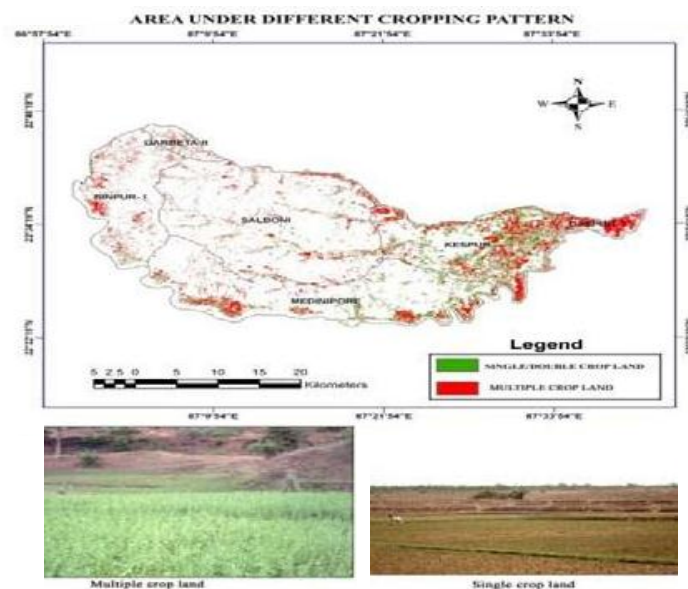 AREA UNDER DIFFERENT CROPPING PATTERN
66°57'54"E 87°9'54"E 87°21'54"E 87°33'54"E
N
W E
S
GARBETA-II
BINPUR-I
SALBONI
KESPUR
MEDINIPORE
Legend
SINGLE/DOUBLE CROP LAND
MULTIPLE CROP LAND
5 2.5 0 5 10 15 20
Kilometers
87°9'54"E 87°21'54"E 87°33'54"E
Multiple crop land
Single crop land